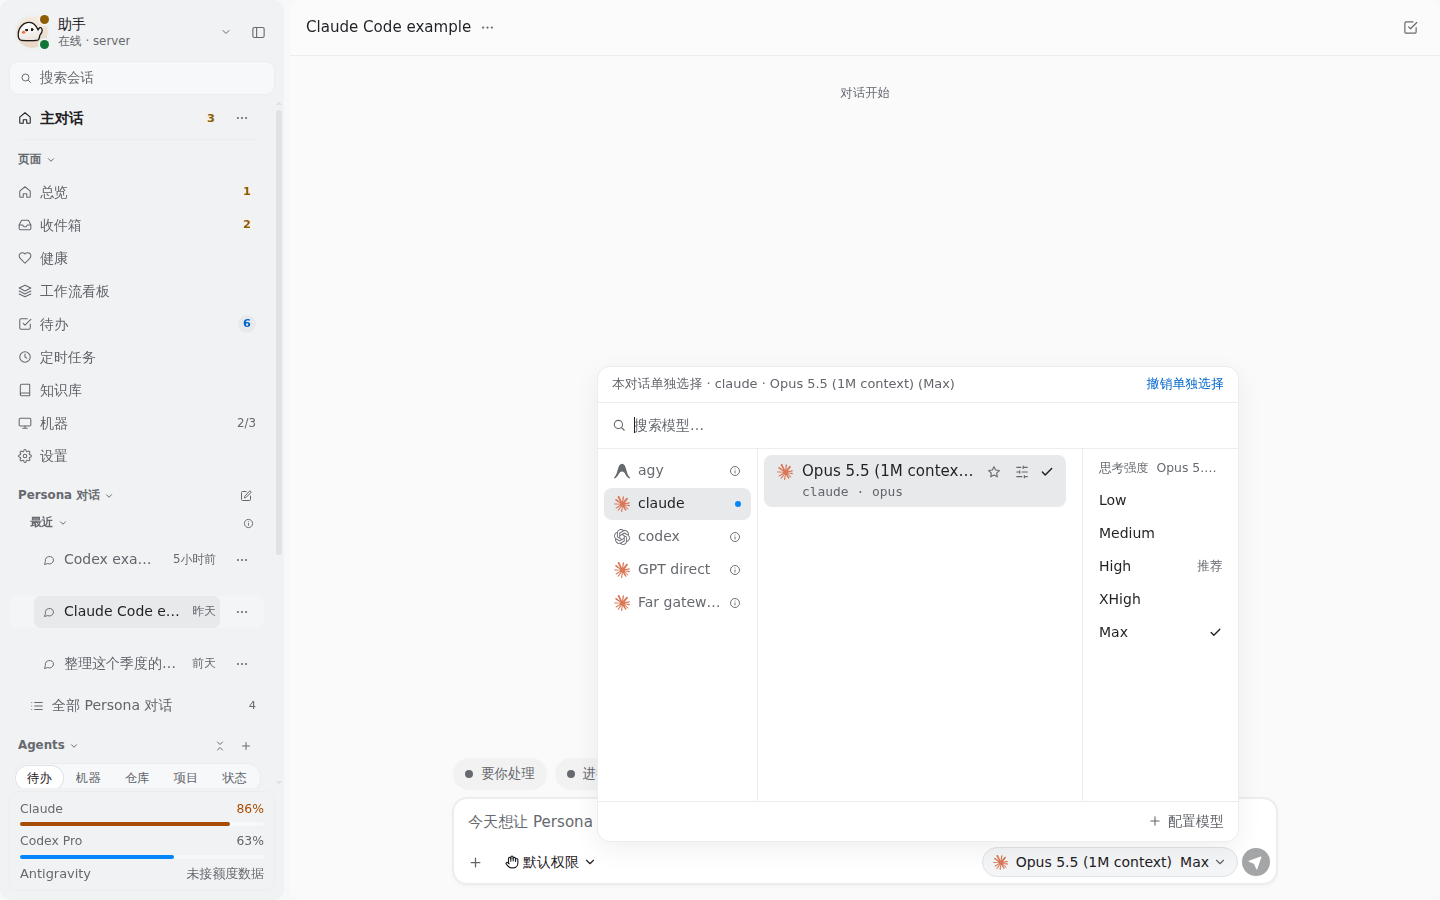 助手
在线 · server
搜索会话
主对话 3
页面
总览 1
收件箱 2
健康
工作流看板
待办 6
定时任务
知识库
机器 2/3
设置
Persona 对话
最近
Codex exa… 5小时前
Claude Code e… 昨天
整理这个季度的… 前天
全部 Persona 对话 4
Agents
待办 机器 仓库 项目 状态
Claude 86%
Codex Pro 63%
Antigravity 未接额度数据
Claude Code example
对话开始
本对话单独选择 · claude · Opus 5.5 (1M context) (Max) 撤销单独选择
搜索模型…
agy
claude
codex
GPT direct
Far gatew…
Opus 5.5 (1M contex…
claude · opus
思考强度 Opus 5.…
Low
Medium
High 推荐
XHigh
Max
配置模型
要你处理 进
今天想让 Persona
默认权限
Opus 5.5 (1M context) Max